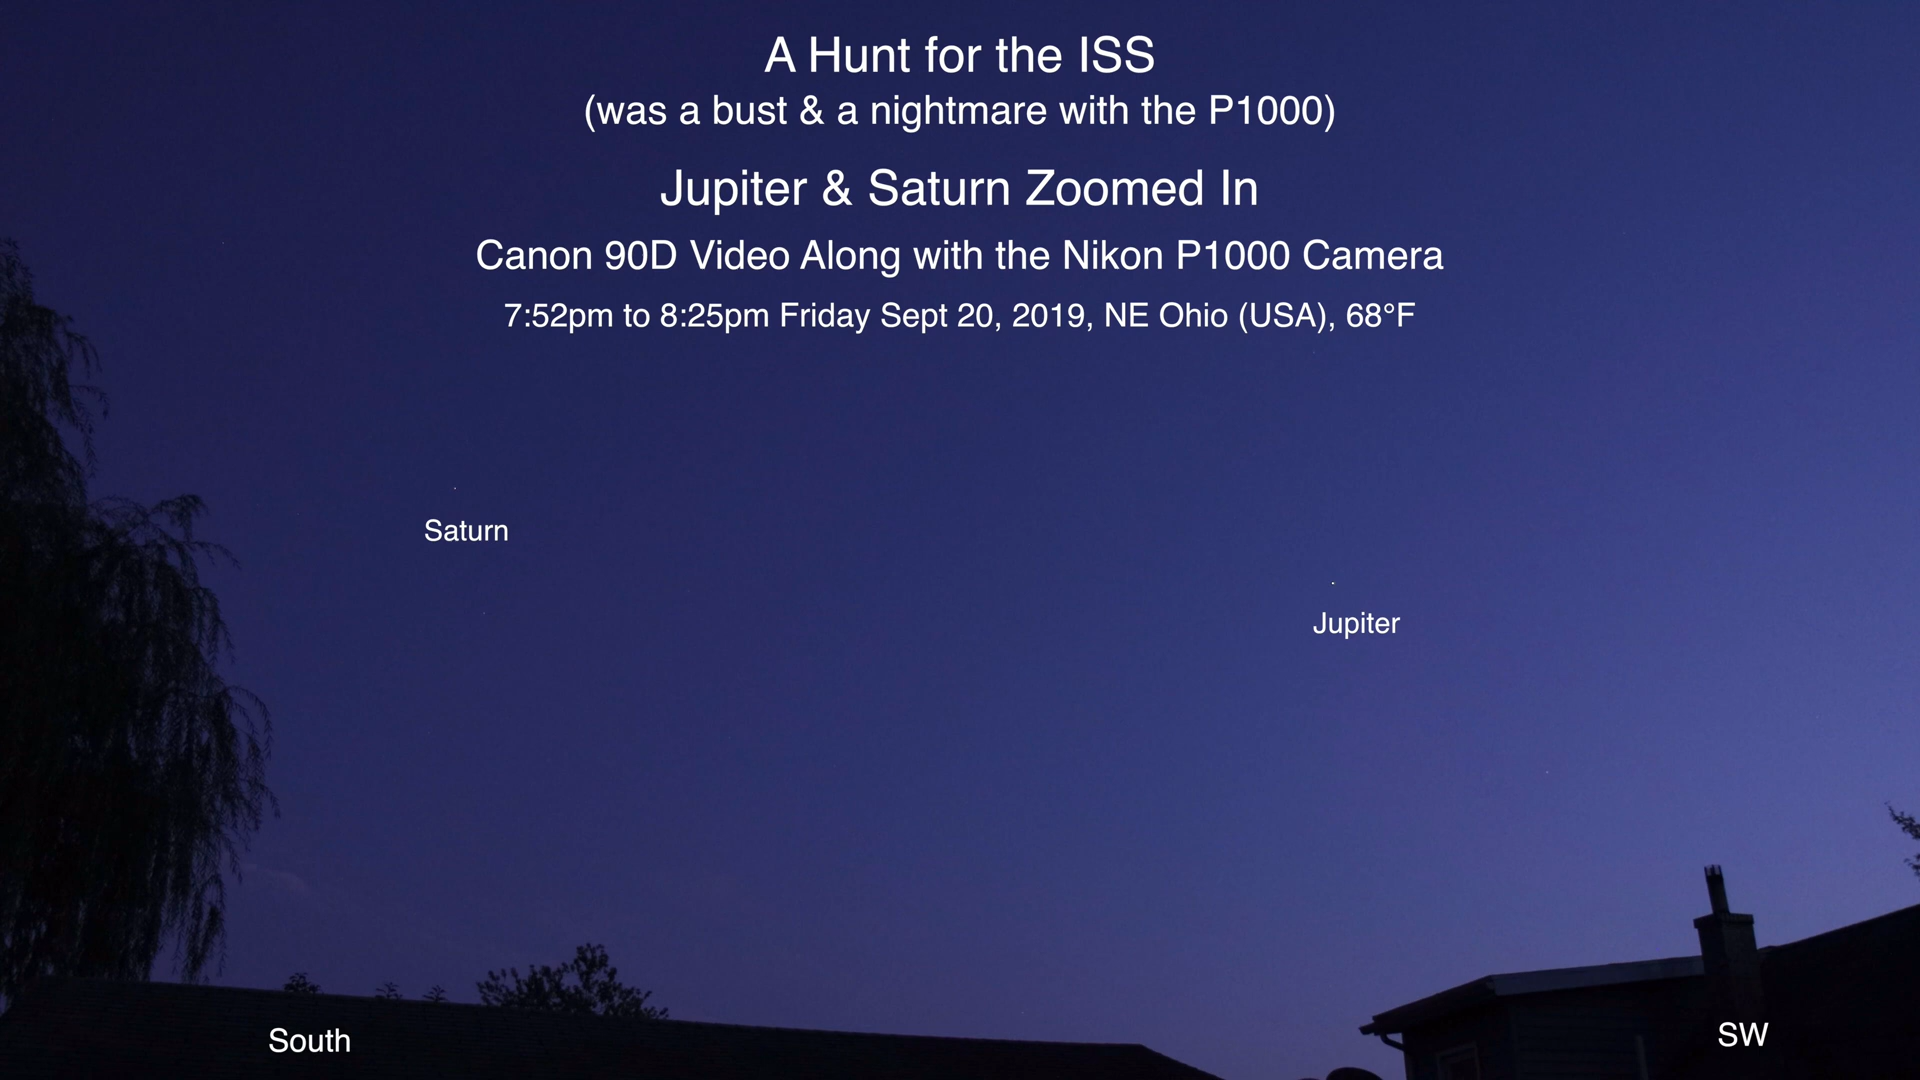 A Hunt for the ISS
(was a bust & a nightmare with the P1000)
Jupiter & Saturn Zoomed In
Canon 90D Video Along with the Nikon P1000 Camera
7:52pm to 8:25pm Friday Sept 20, 2019, NE Ohio (USA), 68°F
Saturn
Jupiter
South
SW